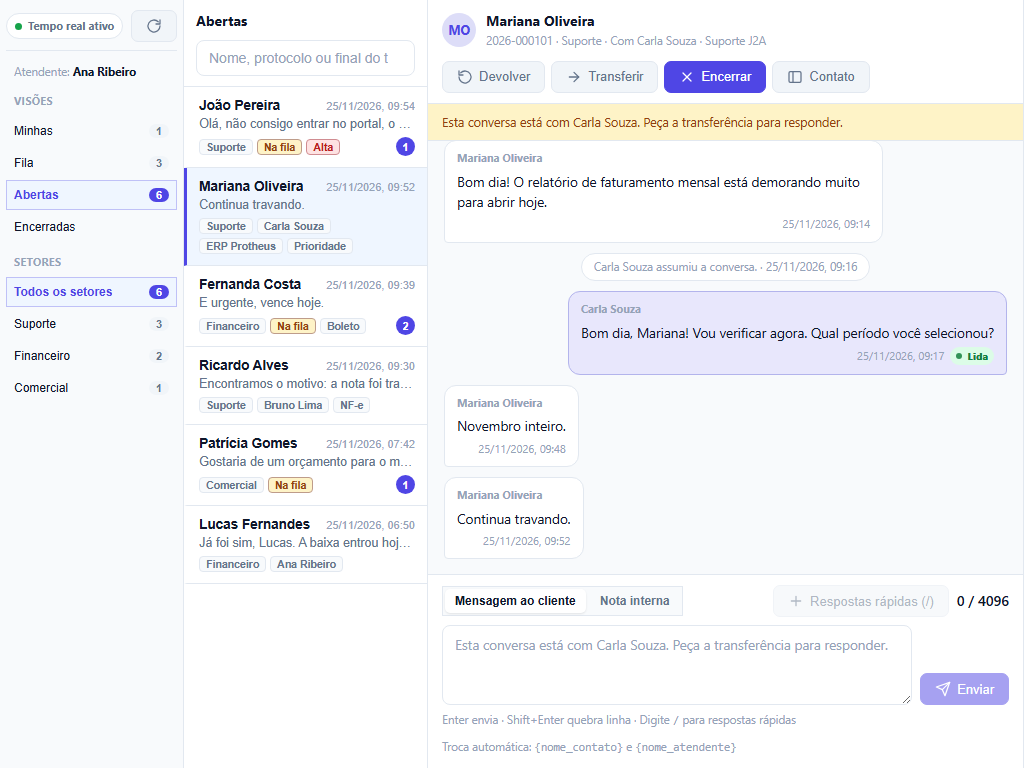 Tempo real ativo
Atendente: Ana Ribeiro
VISÕES
Minhas 1
Fila 3
Abertas 6
Encerradas
SETORES
Todos os setores 6
Suporte 3
Financeiro 2
Comercial 1
Abertas
Nome, protocolo ou final do t
João Pereira 25/11/2026, 09:54
Olá, não consigo entrar no portal, o ...
Suporte Na fila Alta 1
Mariana Oliveira 25/11/2026, 09:52
Continua travando.
Suporte Carla Souza
ERP Protheus Prioridade
Fernanda Costa 25/11/2026, 09:39
E urgente, vence hoje.
Financeiro Na fila Boleto 2
Ricardo Alves 25/11/2026, 09:30
Encontramos o motivo: a nota foi tra...
Suporte Bruno Lima NF-e
Patrícia Gomes 25/11/2026, 07:42
Gostaria de um orçamento para o m...
Comercial Na fila 1
Lucas Fernandes 25/11/2026, 06:50
Já foi sim, Lucas. A baixa entrou hoj...
Financeiro Ana Ribeiro
MO
Mariana Oliveira
2026-000101 · Suporte · Com Carla Souza · Suporte J2A
Devolver Transferir Encerrar Contato
Esta conversa está com Carla Souza. Peça a transferência para responder.
Mariana Oliveira
Bom dia! O relatório de faturamento mensal está demorando muito
para abrir hoje.
25/11/2026, 09:14
Carla Souza assumiu a conversa. · 25/11/2026, 09:16
Carla Souza
Bom dia, Mariana! Vou verificar agora. Qual período você selecionou?
25/11/2026, 09:17 Lida
Mariana Oliveira
Novembro inteiro.
25/11/2026, 09:48
Mariana Oliveira
Continua travando.
25/11/2026, 09:52
Mensagem ao cliente Nota interna Respostas rápidas (/) 0 / 4096
Esta conversa está com Carla Souza. Peça a transferência para responder.
Enviar
Enter envia · Shift+Enter quebra linha · Digite / para respostas rápidas
Troca automática: {nome_contato} e {nome_atendente}